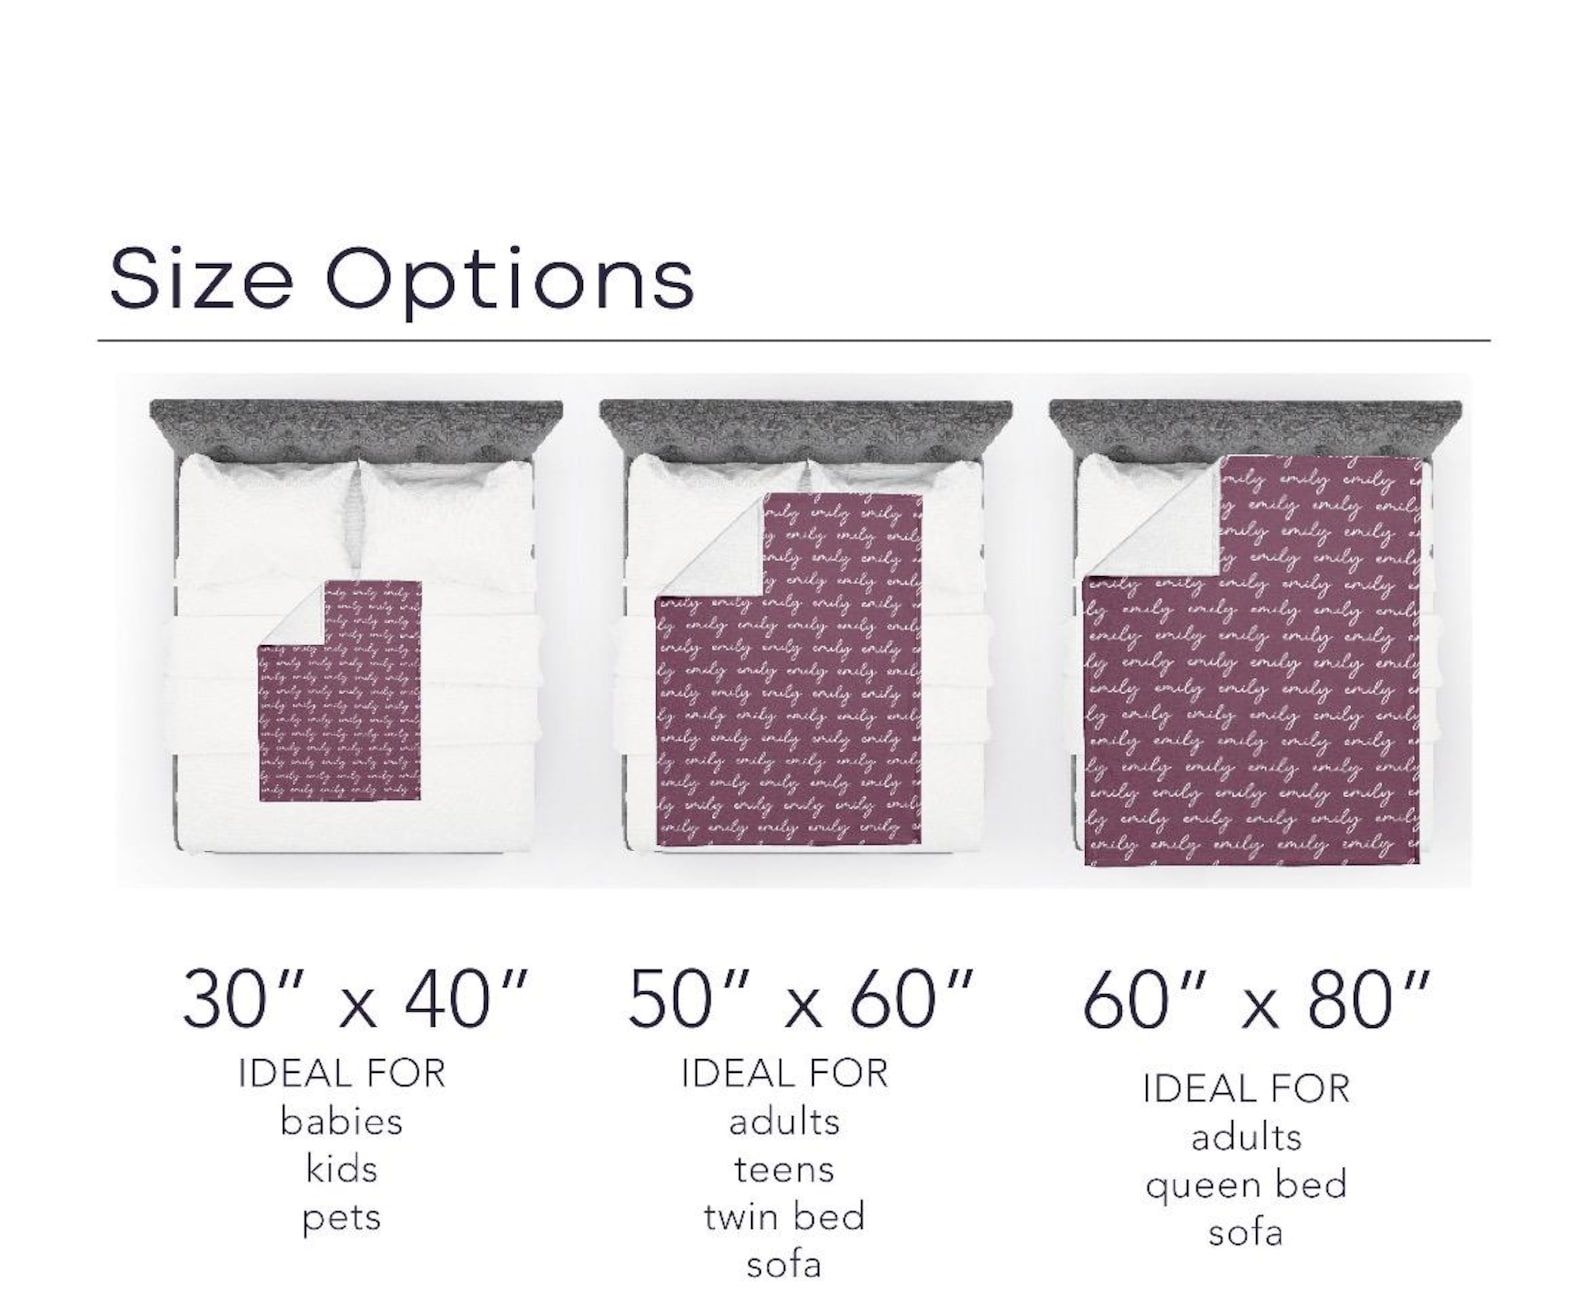 Size Options
emily emily emily
30” x 40”
IDEAL FOR
babies
kids
pets
50” x 60”
IDEAL FOR
adults
teens
twin bed
sofa
60” x 80”
IDEAL FOR
adults
queen bed
sofa